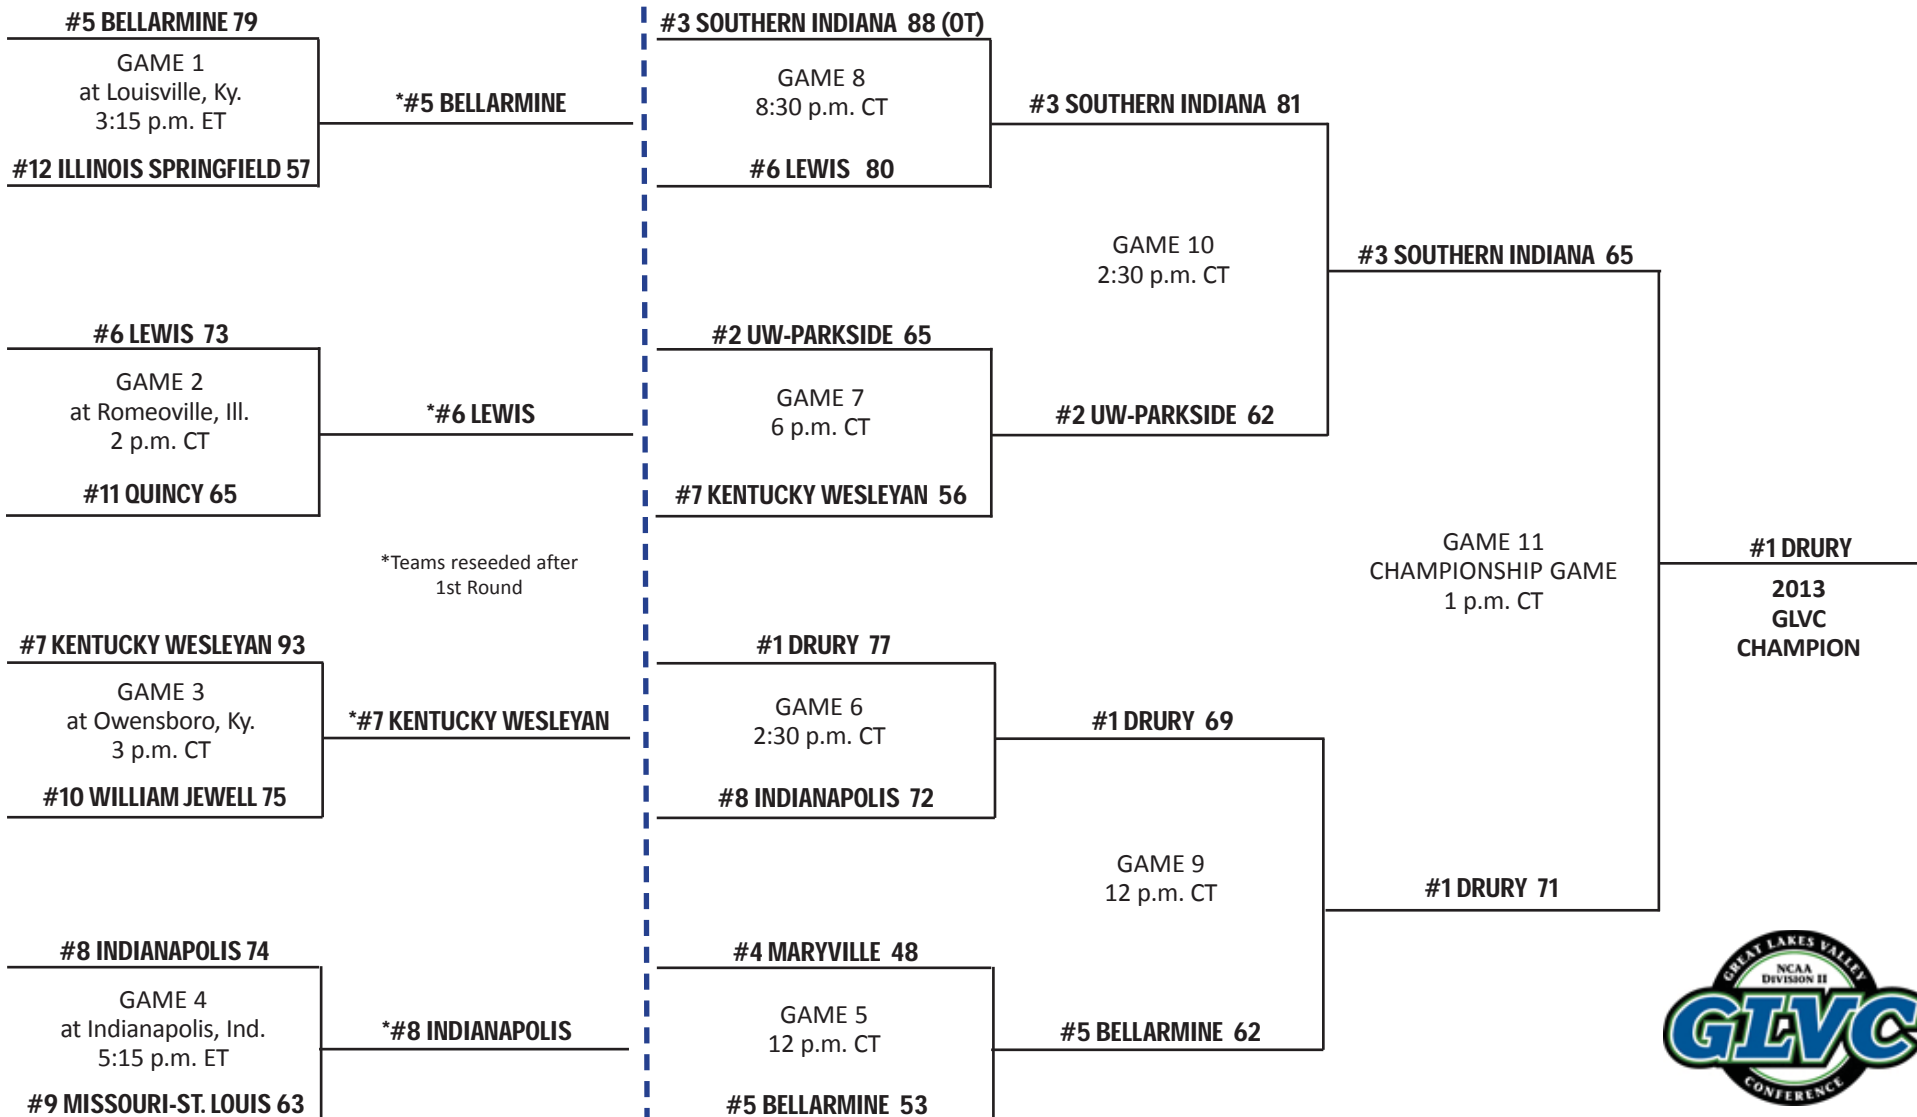 #5 BELLARMINE 79
GAME 1
at Louisville, Ky.
3:15 p.m. ET
#12 ILLINOIS SPRINGFIELD 57
*#5 BELLARMINE
#6 LEWIS 73
GAME 2
at Romeoville, Ill.
2 p.m. CT
#11 QUINCY 65
*#6 LEWIS
*Teams reseeded after
1st Round
#7 KENTUCKY WESLEYAN 93
GAME 3
at Owensboro, Ky.
3 p.m. CT
#10 WILLIAM JEWELL 75
*#7 KENTUCKY WESLEYAN
#8 INDIANAPOLIS 74
GAME 4
at Indianapolis, Ind.
5:15 p.m. ET
#9 MISSOURI-ST. LOUIS 63
*#8 INDIANAPOLIS
#3 SOUTHERN INDIANA 88 (OT)
GAME 8
8:30 p.m. CT
#6 LEWIS 80
#2 UW-PARKSIDE 65
GAME 7
6 p.m. CT
#7 KENTUCKY WESLEYAN 56
#1 DRURY 77
GAME 6
2:30 p.m. CT
#8 INDIANAPOLIS 72
#4 MARYVILLE 48
GAME 5
12 p.m. CT
#5 BELLARMINE 53
#3 SOUTHERN INDIANA 81
GAME 10
2:30 p.m. CT
#2 UW-PARKSIDE 62
#1 DRURY 69
GAME 9
12 p.m. CT
#5 BELLARMINE 62
#3 SOUTHERN INDIANA 65
GAME 11
CHAMPIONSHIP GAME
1 p.m. CT
#1 DRURY 71
#1 DRURY
2013
GLVC
CHAMPION
GREAT LAKES VALLEY
NCAA
DIVISION II
GLVC
CONFERENCE